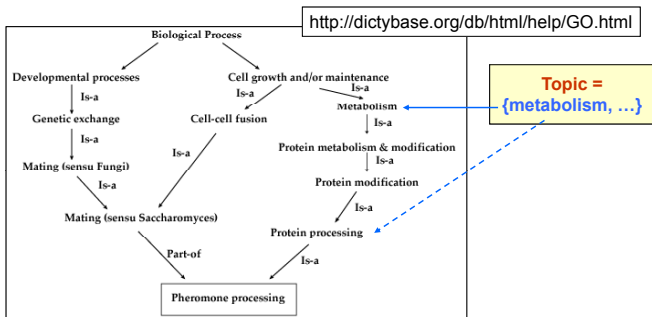 http://dictybase.org/db/html/help/GO.html
Biological Process
Developmental processes
Cell growth and/or maintenance
Is-a
Is-a
Is-a
Genetic exchange
Cell-cell fusion
Metabolism
Topic =
{metabolism, …}
Is-a
Is-a
Protein metabolism & modification
Is-a
Is-a
Mating (sensu Fungi)
Protein modification
Is-a
Is-a
Mating (sensu Saccharomyces)
Protein processing
Part-of
Is-a
Pheromone processing